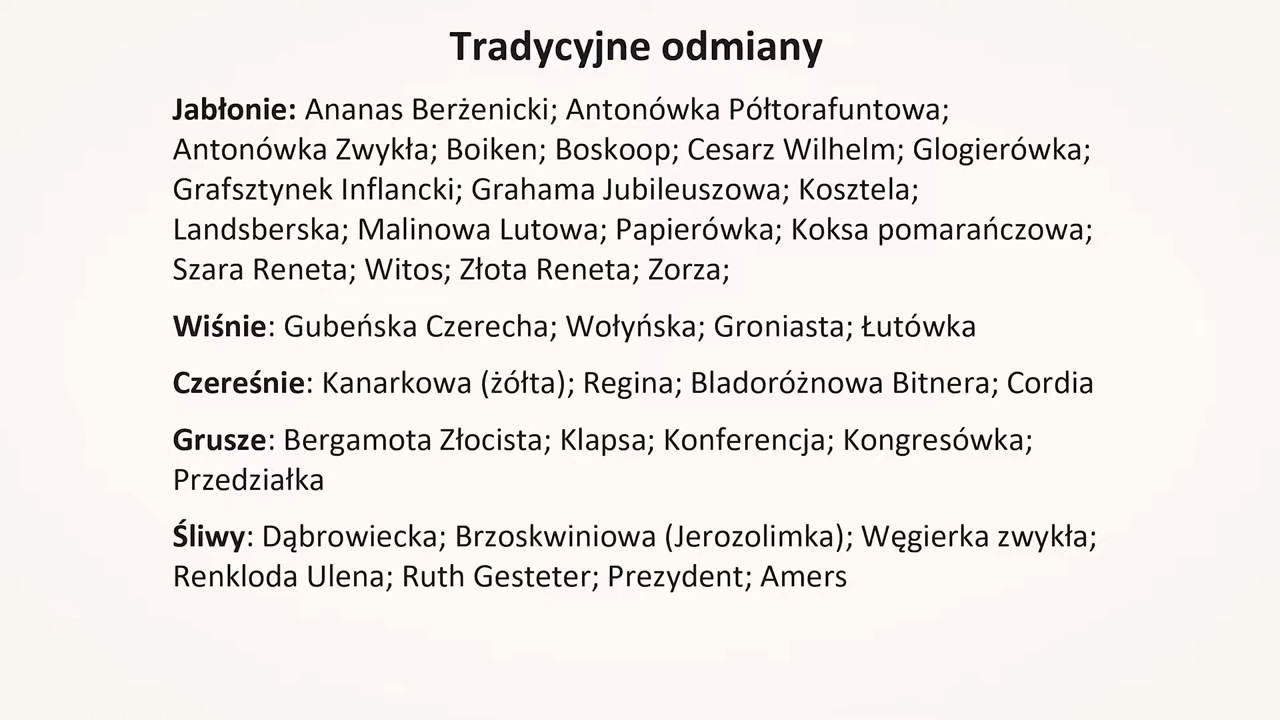 Tradycyjne odmiany
Jabłonie: Ananas Berżenicki; Antonówka Półtorafuntowa;
Antonówka Zwykła; Boiken; Boskoop; Cesarz Wilhelm; Glogierówka;
Grafsztynek Inflancki; Grahama Jubileuszowa; Kosztela;
Landsberska; Malinowa Lutowa; Papierówka; Koksa pomarańczowa;
Szara Reneta; Witos; Złota Reneta; Zorza;
Wiśnie: Gubeńska Czerecha; Wołyńska; Groniasta; Łutówka
Czereśnie: Kanarkowa (żółta); Regina; Bladoróżnowa Bitnera; Cordia
Grusze: Bergamota Złocista; Klapsa; Konferencja; Kongresówka;
Przedziałka
Śliwy: Dąbrowiecka; Brzoskwiniowa (Jerozolimka); Węgierka zwykła;
Renkloda Ulena; Ruth Gesteter; Prezydent; Amers